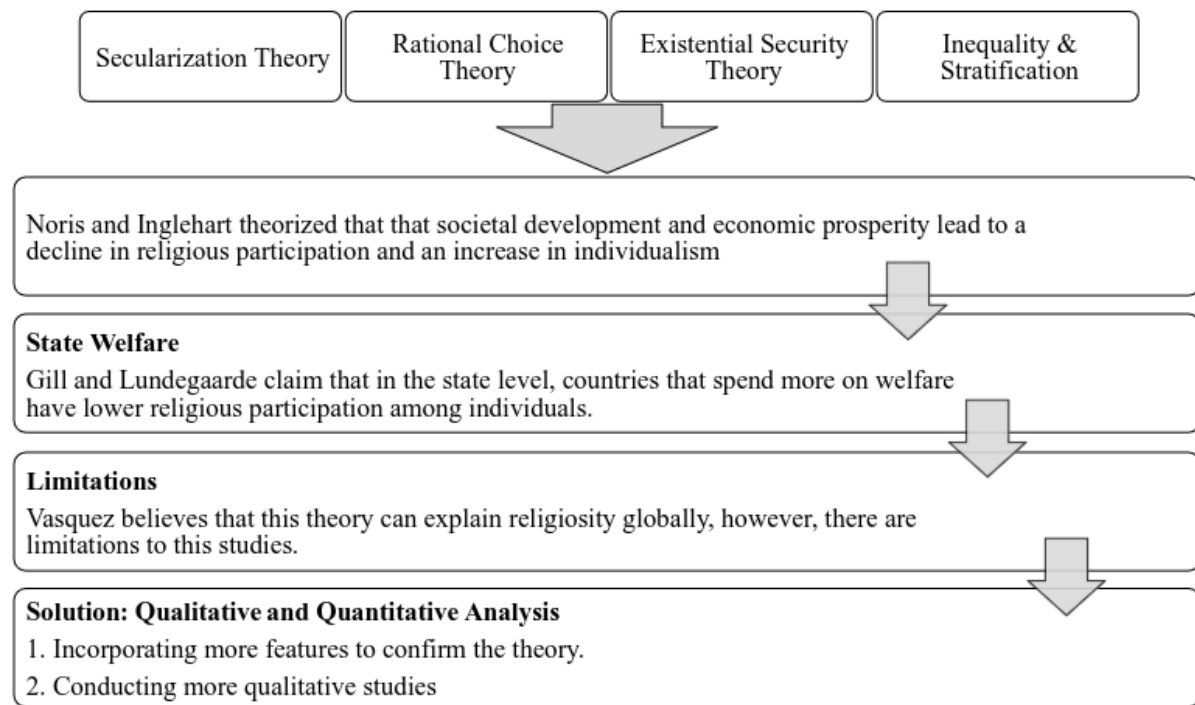 Secularization Theory
Rational Choice
Theory
Existential Security
Theory
Inequality &
Stratification
Noris and Inglehart theorized that that societal development and economic prosperity lead to a
decline in religious participation and an increase in individualism
State Welfare
Gill and Lundegaarde claim that in the state level, countries that spend more on welfare
have lower religious participation among individuals.
Limitations
Vasquez believes that this theory can explain religiosity globally, however, there are
limitations to this studies.
Solution: Qualitative and Quantitative Analysis
1. Incorporating more features to confirm the theory.
2. Conducting more qualitative studies